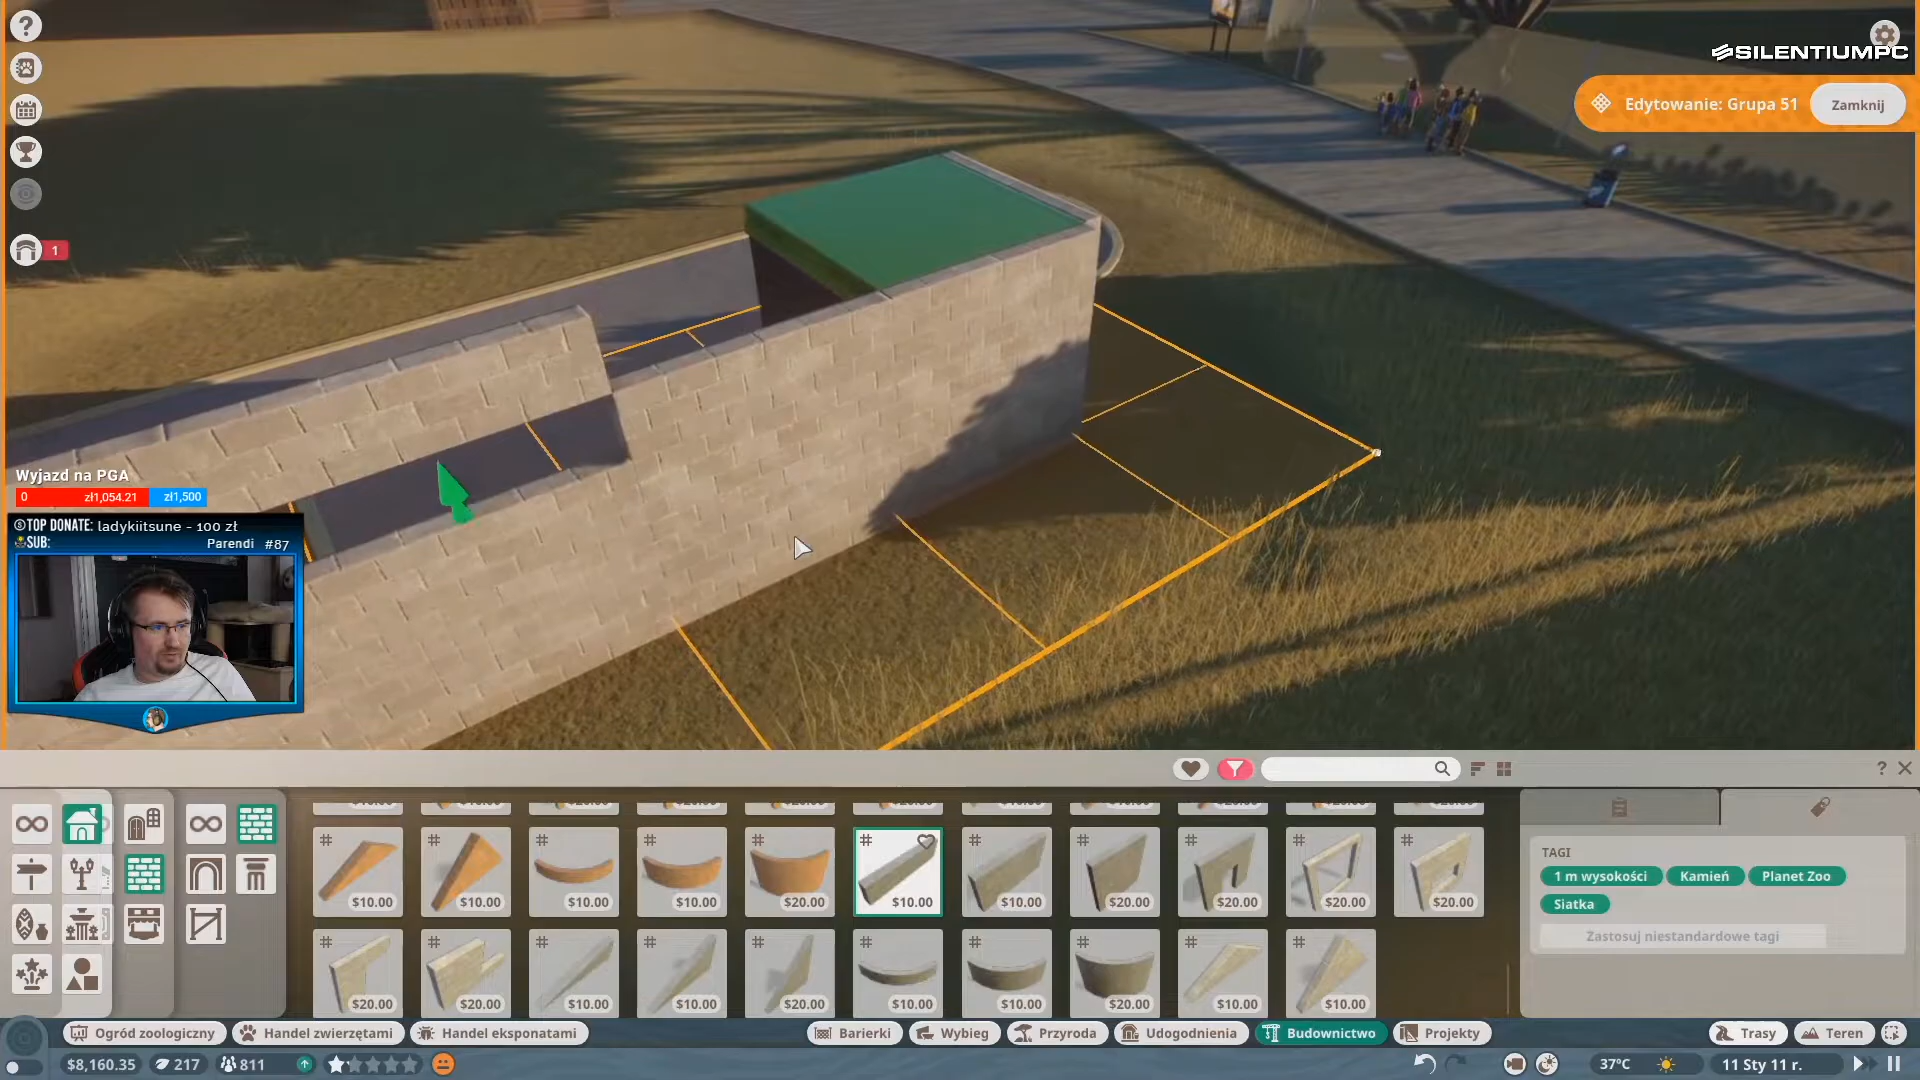 SILENTIUMPC
Edytowanie: Grupa 51
Zamknij
1
Wyjazd na PGA
0 zł1,054.21 zł1,500
TOP DONATE: ladykiitsune - 100 zł
SUB: Parendi #87
$10.00 $10.00 $10.00 $10.00 $20.00 $10.00 $10.00 $20.00 $20.00 $20.00 $20.00
$20.00 $20.00 $10.00 $10.00 $20.00 $10.00 $10.00 $20.00 $10.00 $10.00
TAGI
1 m wysokości Kamień Planet Zoo
Siatka
Zastosuj niestandardowe tagi
Ogród zoologiczny Handel zwierzętami Handel eksponatami Barierki Wybieg Przyroda Udogodnienia Budownictwo Projekty Trasy Teren
$8,160.35 217 811 37°C 11 Sty 11 r.